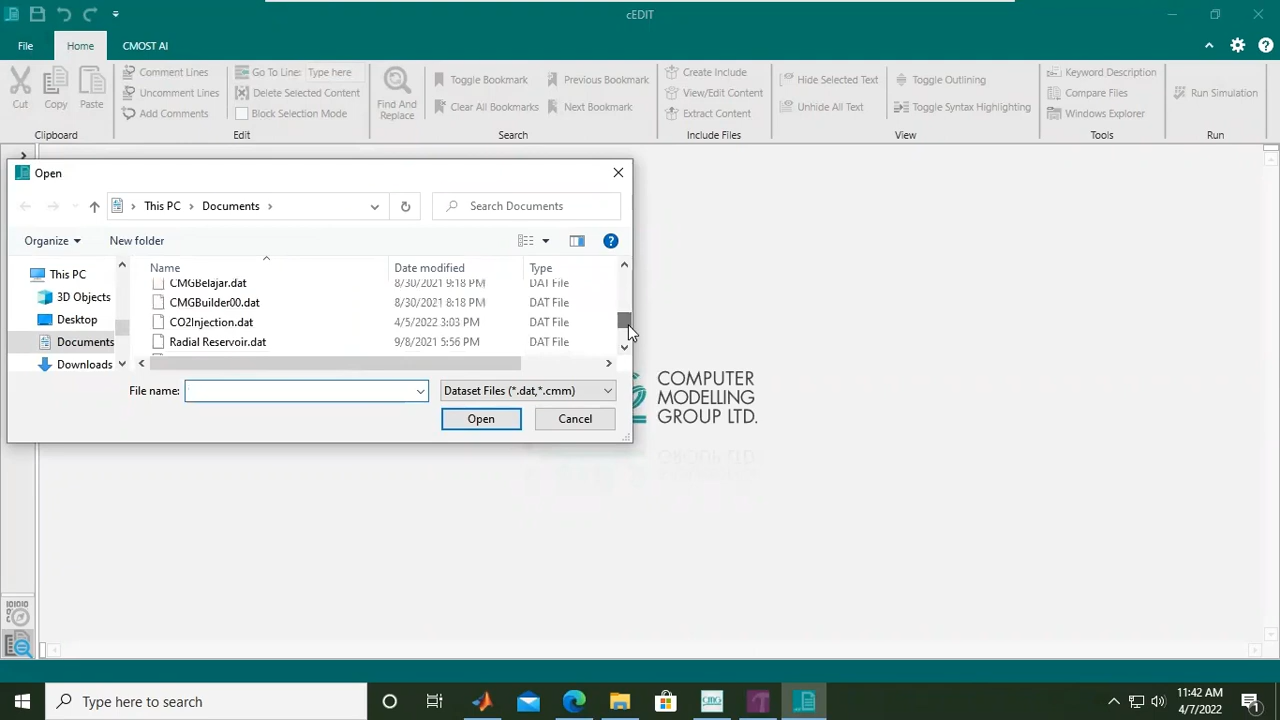 cEDIT
File Home CMOST AI
Cut Copy Paste
Clipboard
Comment Lines
Uncomment Lines
Add Comments
Go To Line: Type here
Delete Selected Content
Block Selection Mode
Edit
Find And Replace
Toggle Bookmark
Clear All Bookmarks
Previous Bookmark
Next Bookmark
Search
Create Include
View/Edit Content
Extract Content
Include Files
Hide Selected Text
Unhide All Text
Toggle Outlining
Toggle Syntax Highlighting
View
Keyword Description
Compare Files
Windows Explorer
Tools
Run Simulation
Run
Open
This PC Documents
Search Documents
Organize New folder
This PC
3D Objects
Desktop
Documents
Downloads
Name Date modified Type
CMGBelajar.dat 8/30/2021 9:18 PM DAT File
CMGBuilder00.dat 8/30/2021 8:18 PM DAT File
CO2Injection.dat 4/5/2022 3:03 PM DAT File
Radial Reservoir.dat 9/8/2021 5:56 PM DAT File
File name: Dataset Files (*.dat,*.cmm)
Open Cancel
COMPUTER
MODELLING
GROUP LTD.
Type here to search
11:42 AM
4/7/2022
1